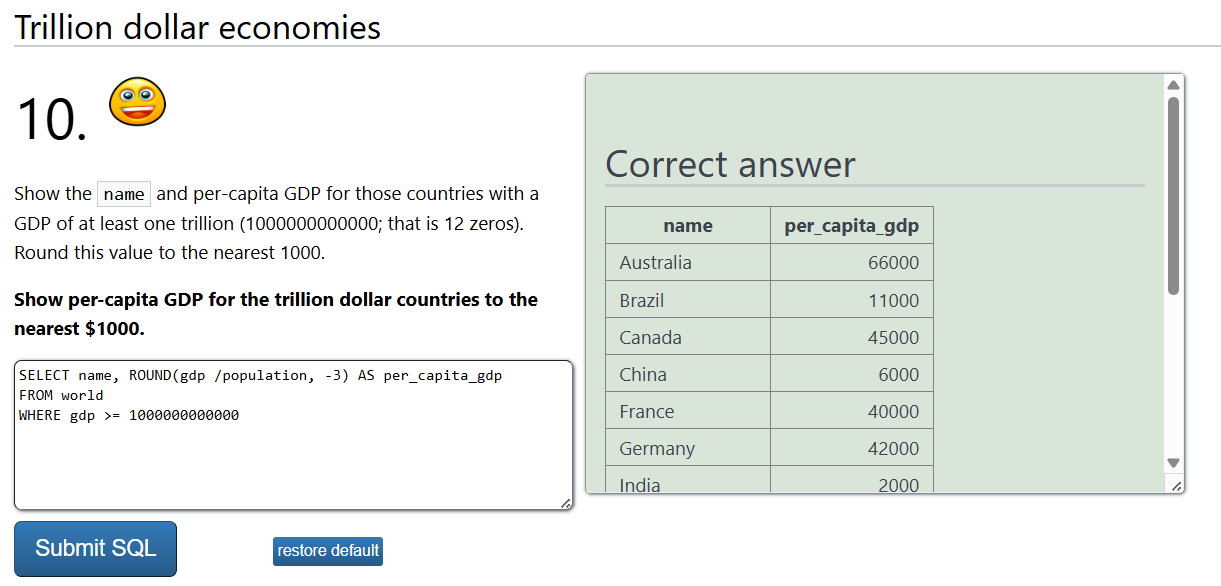 Trillion dollar economies
10.
Show the name and per-capita GDP for those countries with a
GDP of at least one trillion (1000000000000; that is 12 zeros).
Round this value to the nearest 1000.
Show per-capita GDP for the trillion dollar countries to the
nearest $1000.
SELECT name, ROUND(gdp /population, -3) AS per_capita_gdp
FROM world
WHERE gdp >= 1000000000000
Submit SQL
restore default
Correct answer
name per_capita_gdp
Australia 66000
Brazil 11000
Canada 45000
China 6000
France 40000
Germany 42000
India 2000